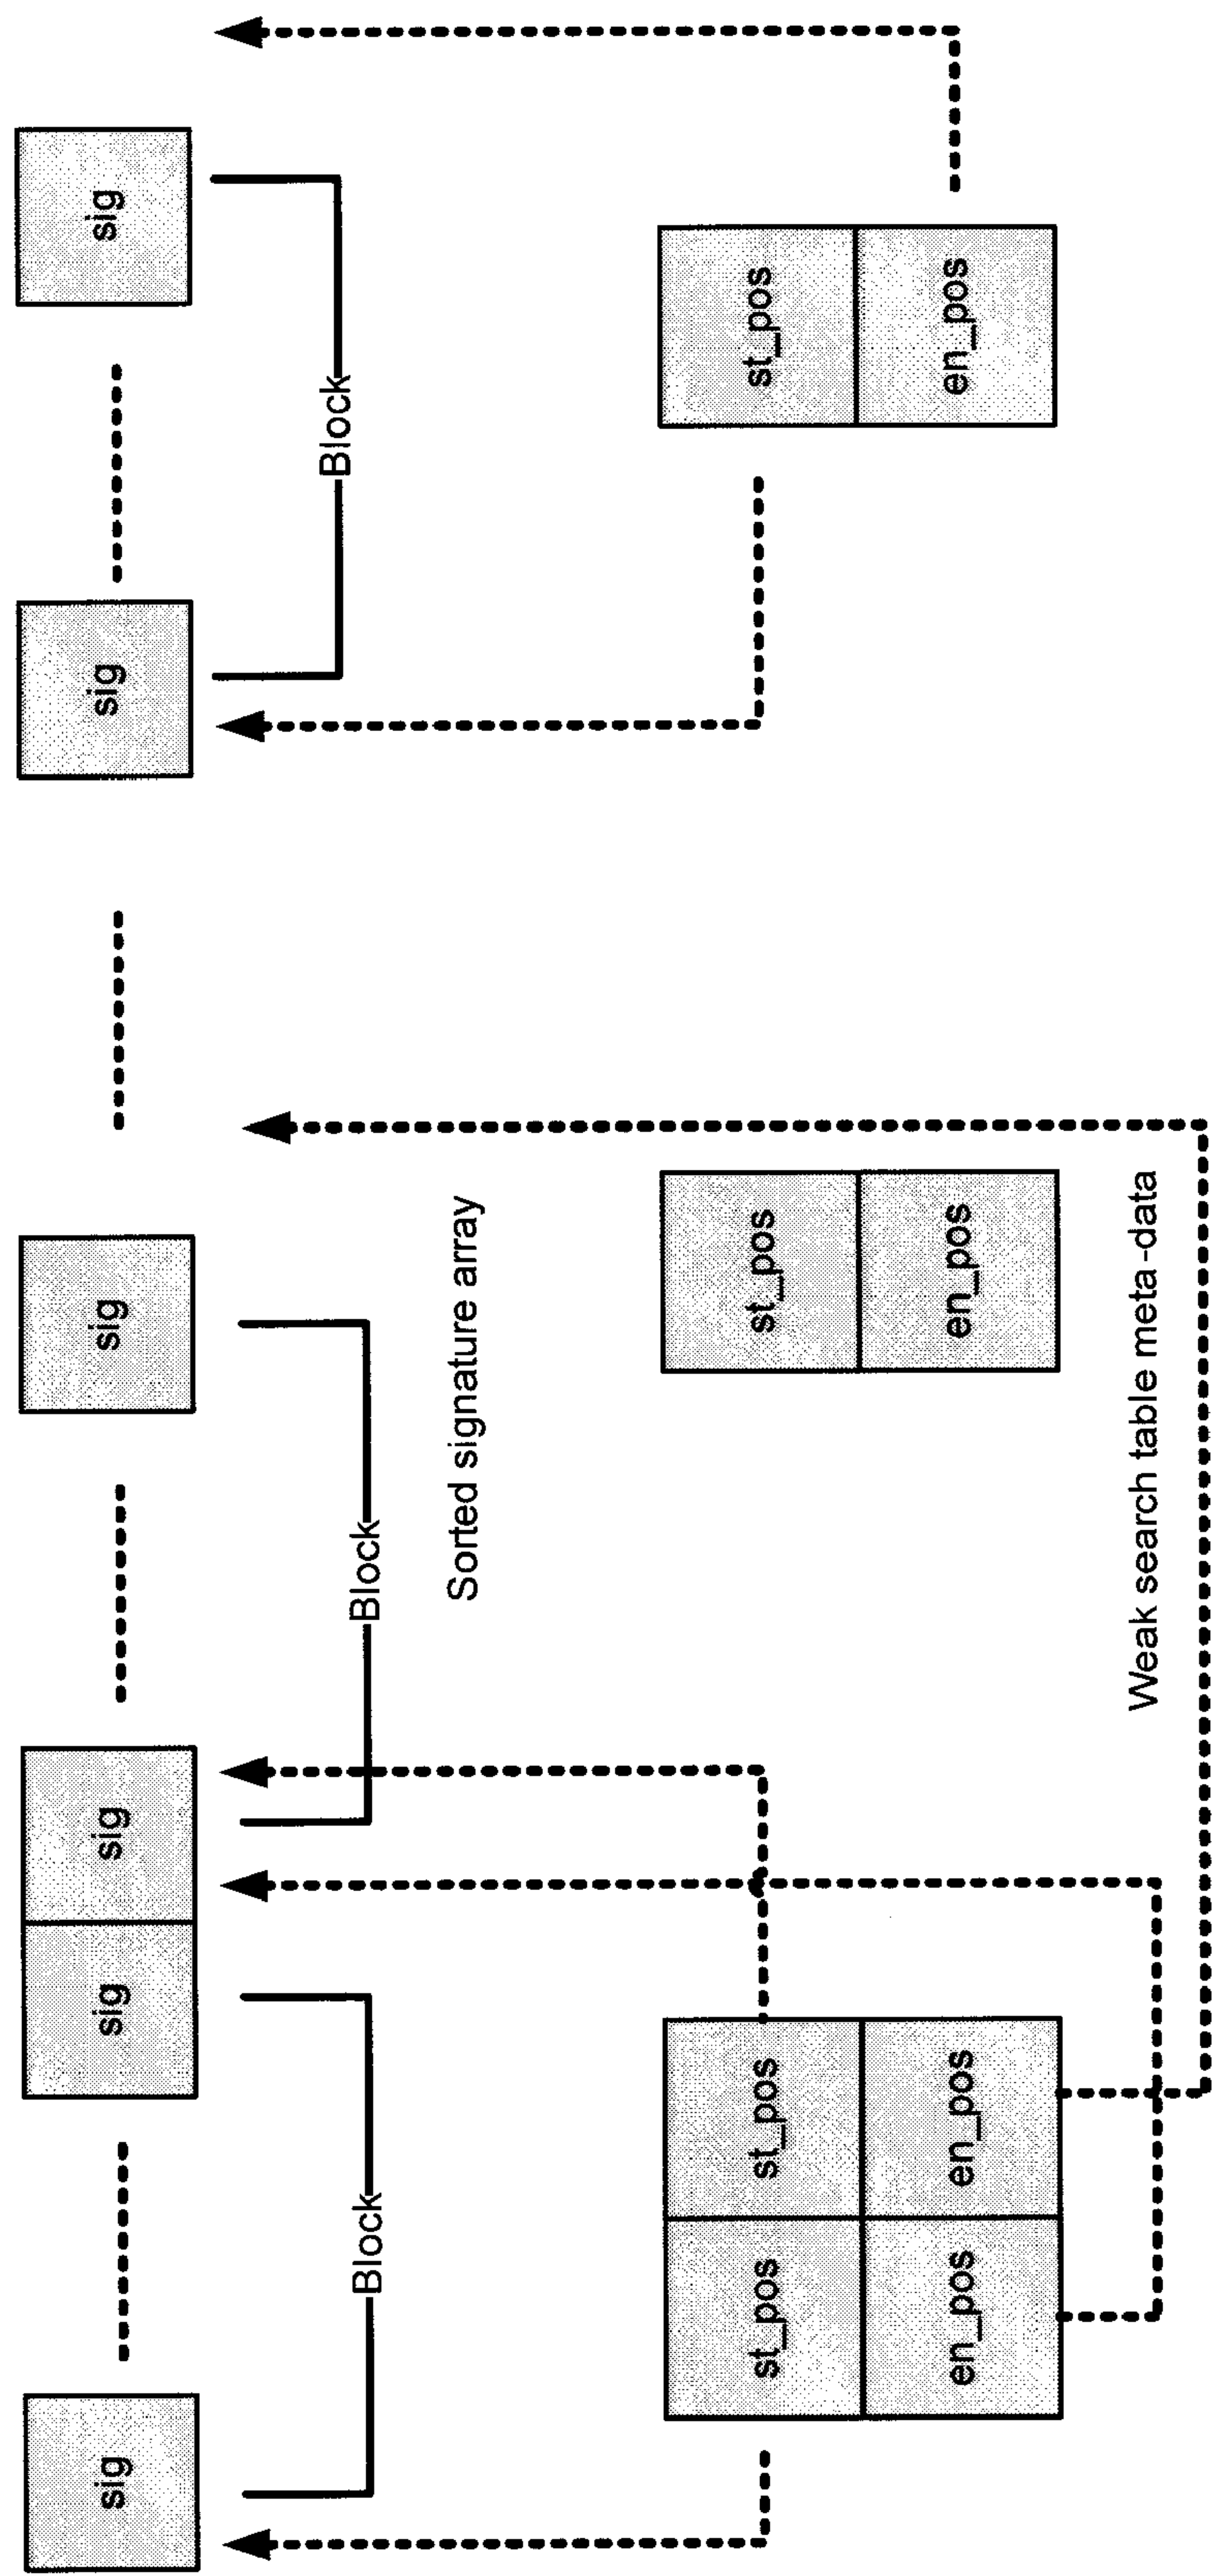 sig
sig
sig
sig
sig
sig
Block
Block
Block
Sorted signature array
st_pos
st_pos
st_pos
st_pos
en_pos
en_pos
en_pos
en_pos
Weak search table meta -data